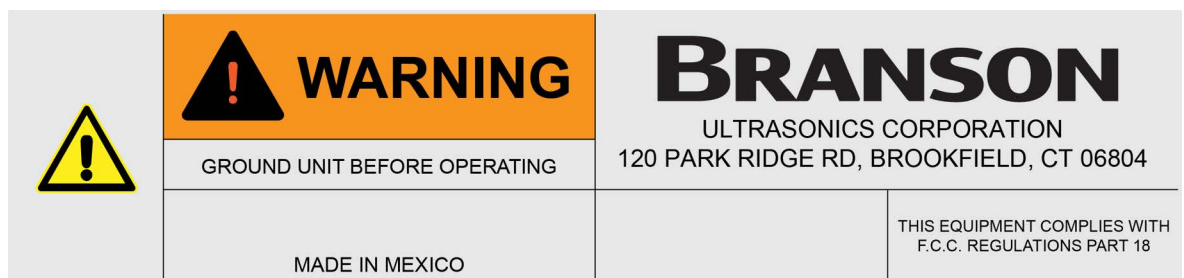 WARNING
GROUND UNIT BEFORE OPERATING
BRANSON
ULTRASONICS CORPORATION
120 PARK RIDGE RD, BROOKFIELD, CT 06804
MADE IN MEXICO
THIS EQUIPMENT COMPLIES WITH
F.C.C. REGULATIONS PART 18